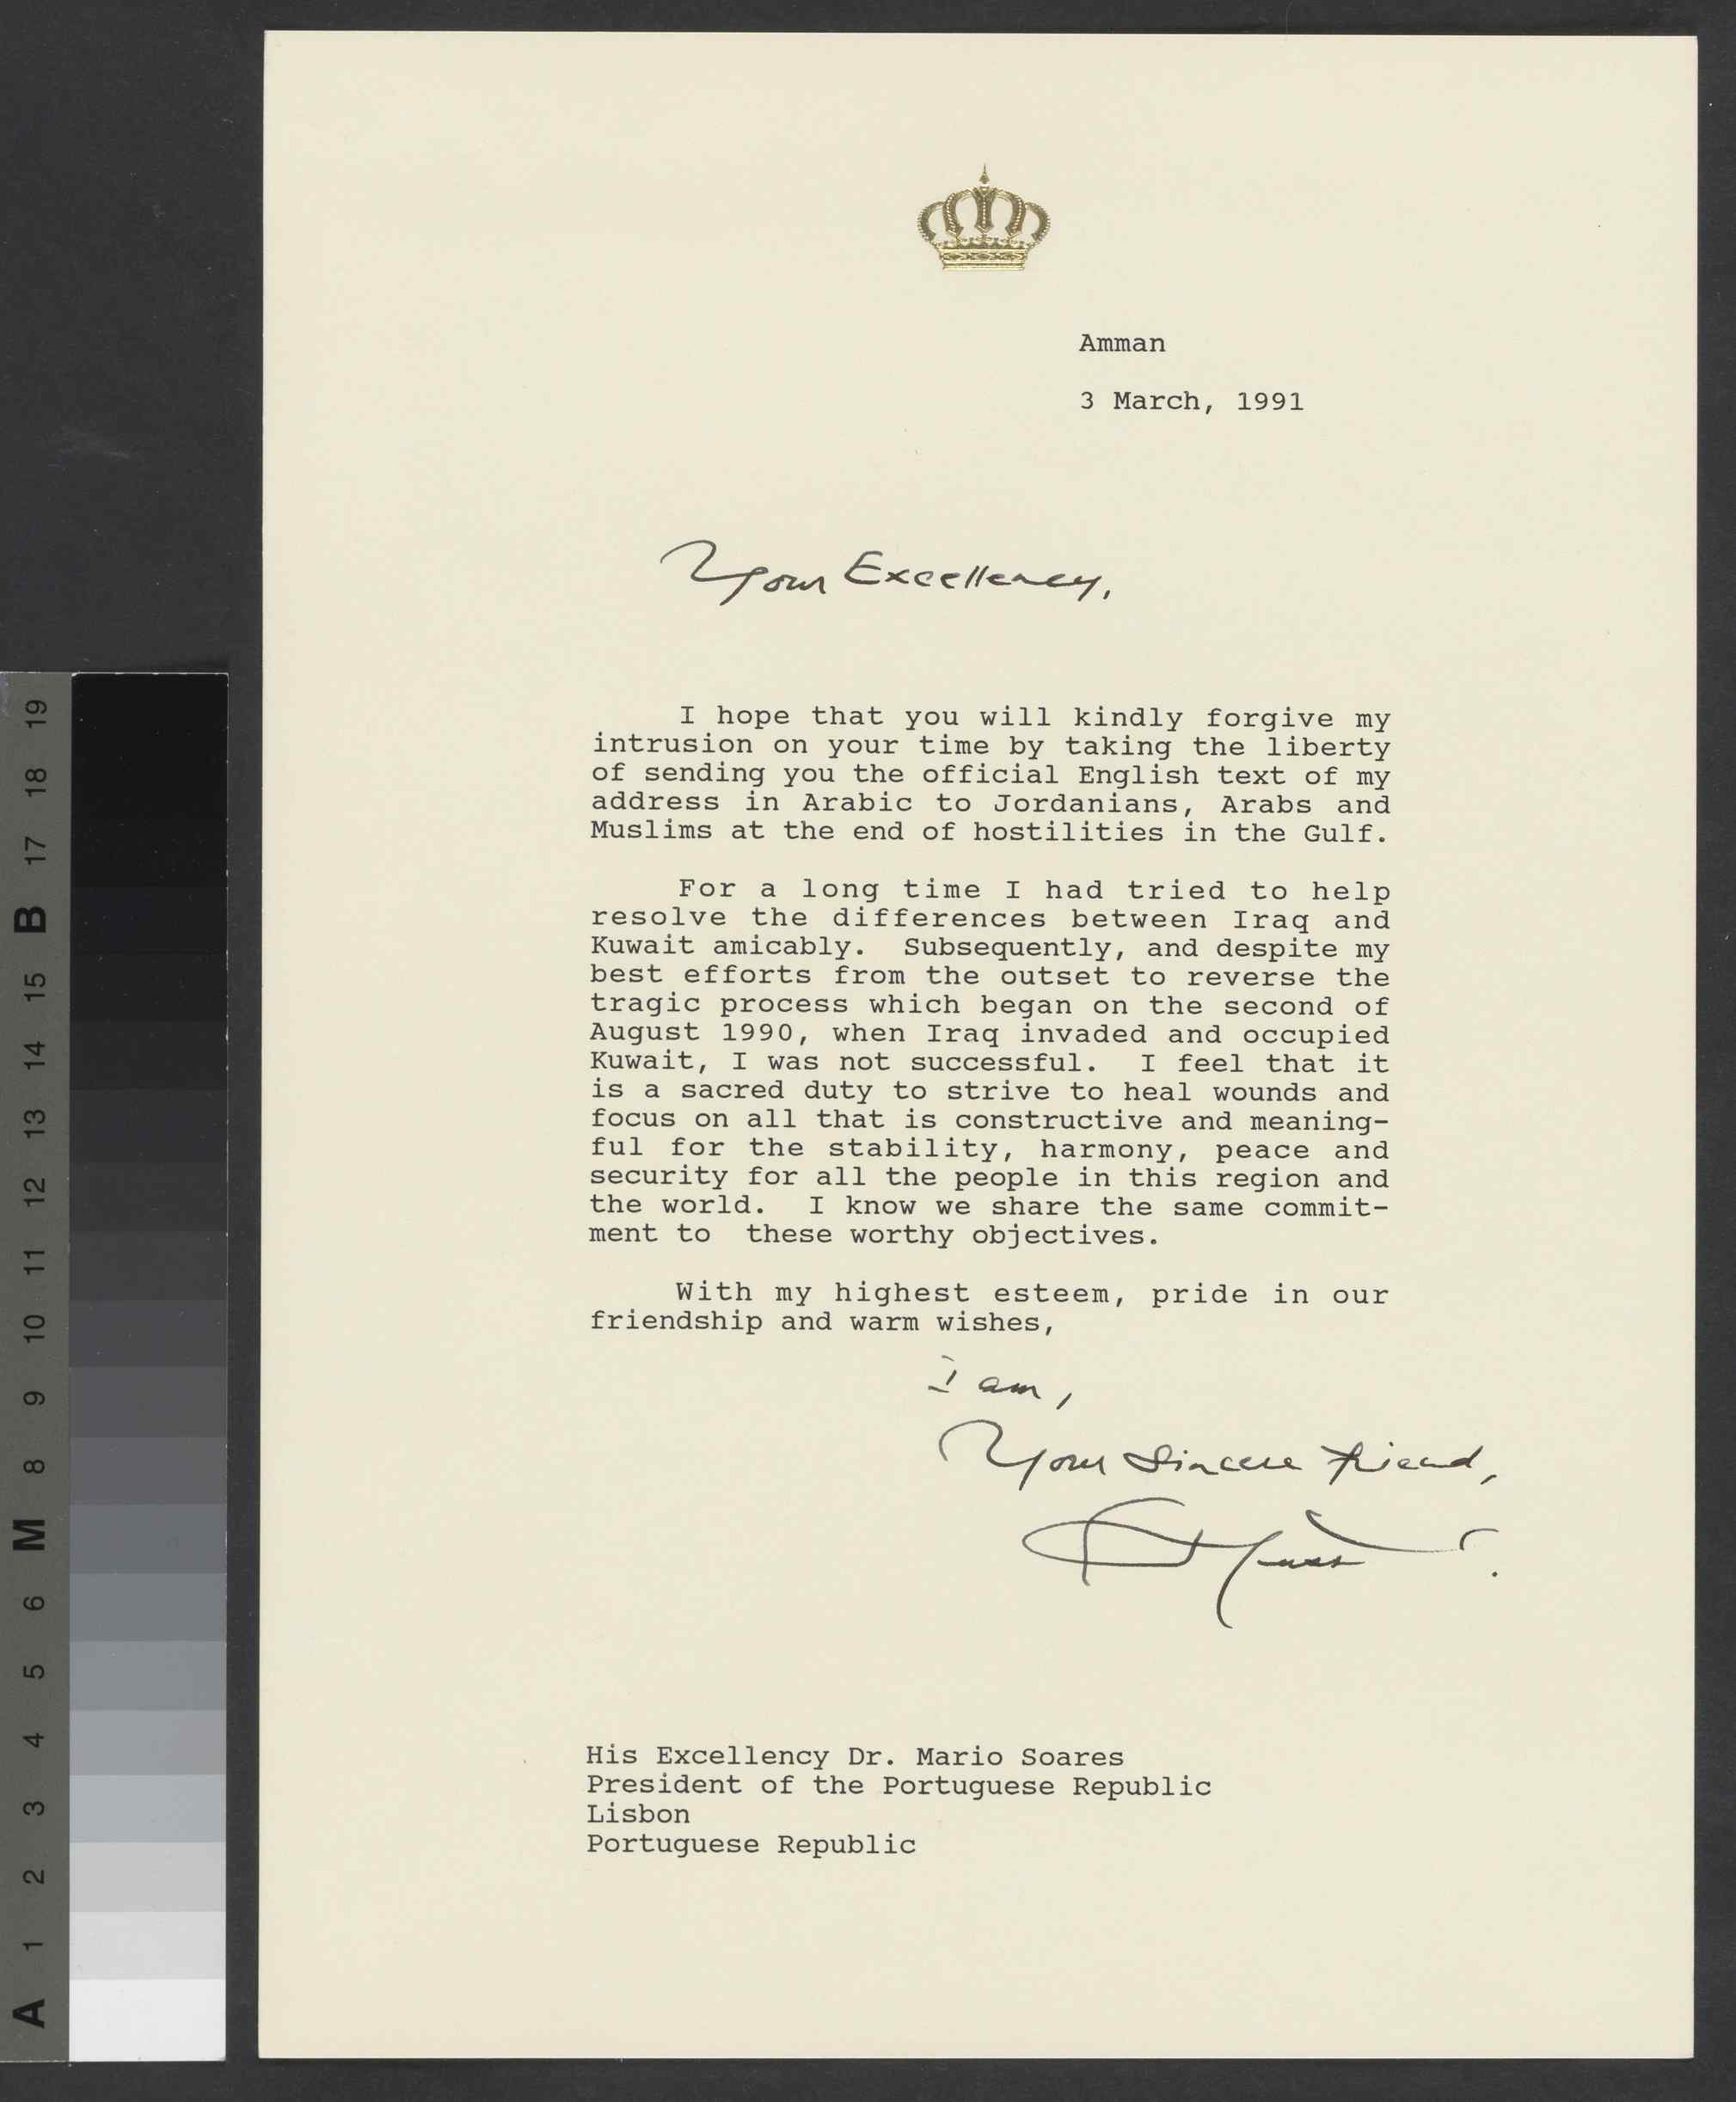 Amman
3 March, 1991
Your Excellency,
I hope that you will kindly forgive my
intrusion on your time by taking the liberty
of sending you the official English text of my
address in Arabic to Jordanians, Arabs and
Muslims at the end of hostilities in the Gulf.
For a long time I had tried to help
resolve the differences between Iraq and
Kuwait amicably. Subsequently, and despite my
best efforts from the outset to reverse the
tragic process which began on the second of
August 1990, when Iraq invaded and occupied
Kuwait, I was not successful. I feel that it
is a sacred duty to strive to heal wounds and
focus on all that is constructive and meaning-
ful for the stability, harmony, peace and
security for all the people in this region and
the world. I know we share the same commit-
ment to these worthy objectives.
With my highest esteem, pride in our
friendship and warm wishes,
I am,
Your Sincere friend,
His Excellency Dr. Mario Soares
President of the Portuguese Republic
Lisbon
Portuguese Republic
A 1 2 3 4 5 6 M 8 9 10 11 12 13 14 15 B 17 18 19